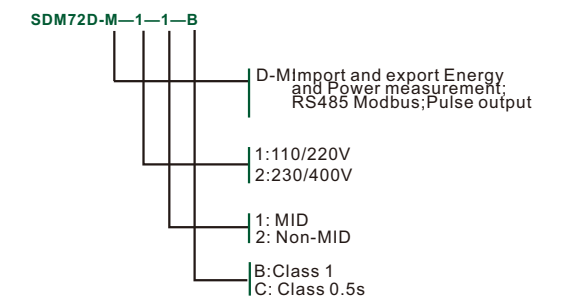 SDM72D-M—1—1—B
D-MImport and export Energy
and Power measurement;
RS485 Modbus;Pulse output
1:110/220V
2:230/400V
1: MID
2: Non-MID
B:Class 1
C: Class 0.5s